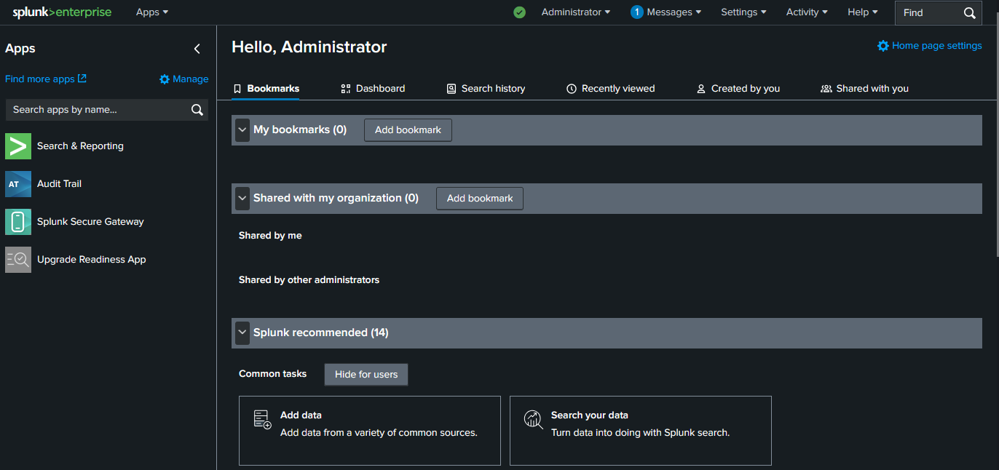 splunk>enterprise Apps Administrator 1 Messages Settings Activity Help Find
Apps
Find more apps Manage
Search apps by name...
Search & Reporting
AT Audit Trail
Splunk Secure Gateway
Upgrade Readiness App
Hello, Administrator Home page settings
Bookmarks Dashboard Search history Recently viewed Created by you Shared with you
My bookmarks (0) Add bookmark
Shared with my organization (0) Add bookmark
Shared by me
Shared by other administrators
Splunk recommended (14)
Common tasks Hide for users
Add data
Add data from a variety of common sources.
Search your data
Turn data into doing with Splunk search.